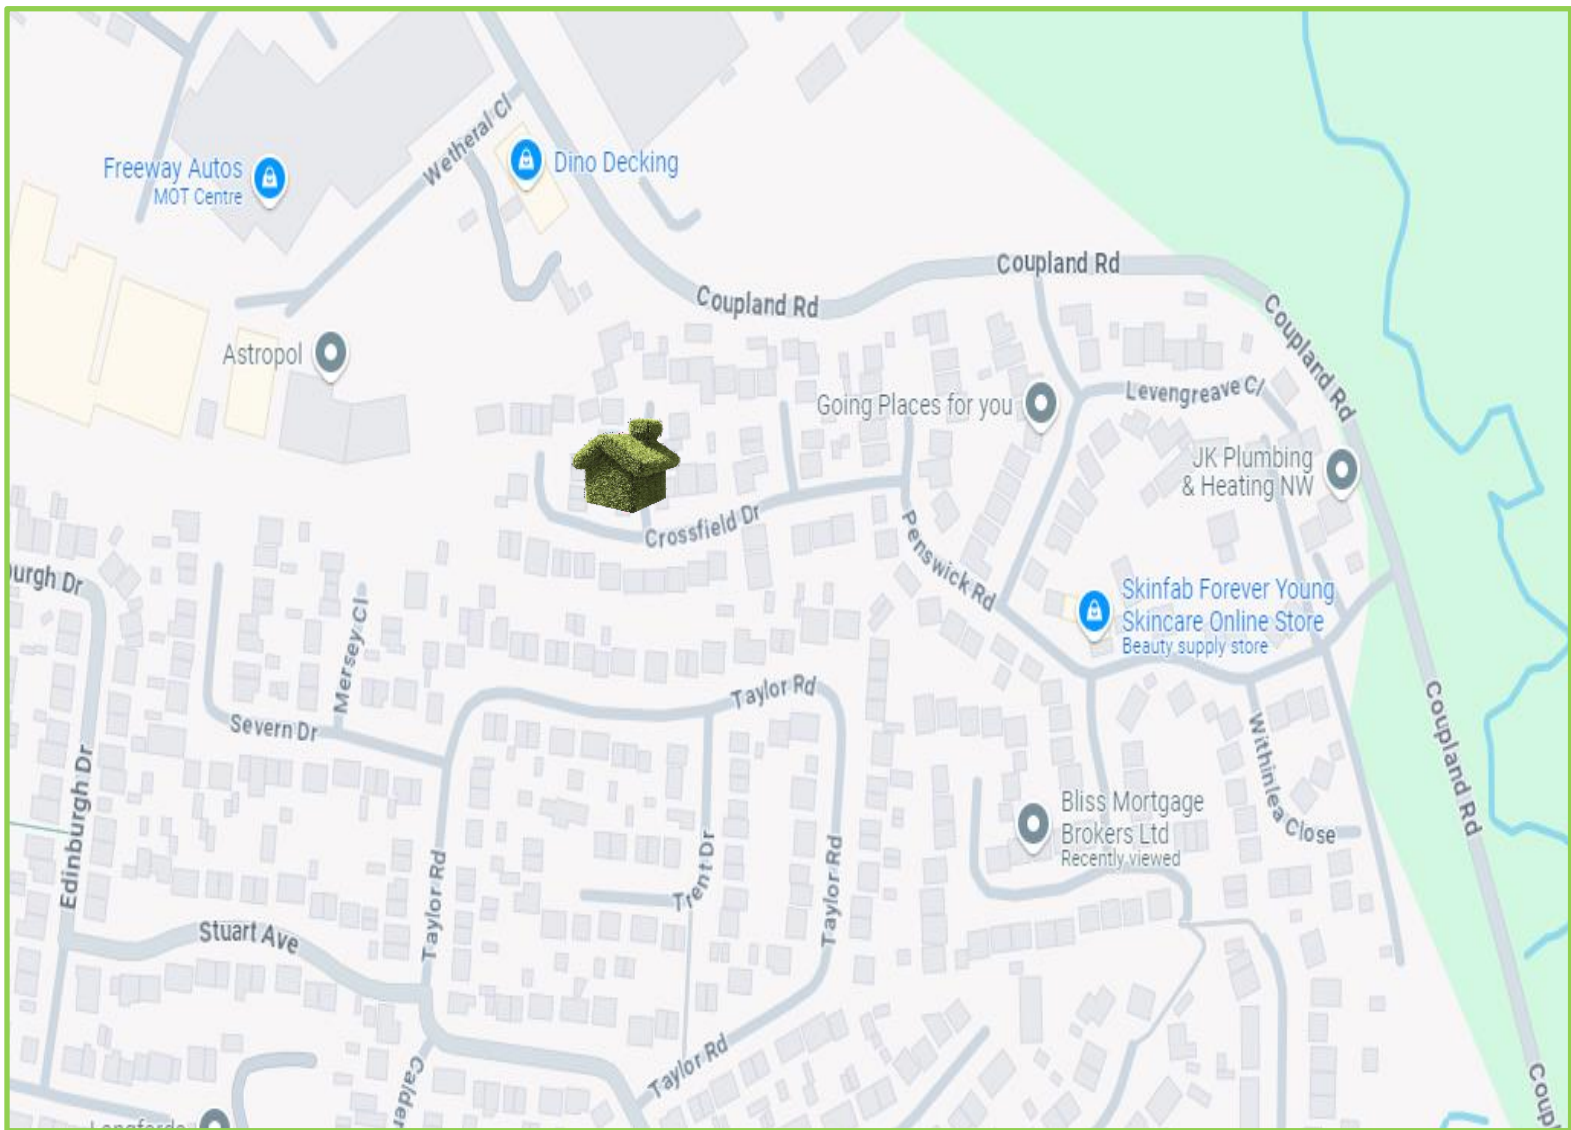 Wetheral Cl
Freeway Autos
MOT Centre
Dino Decking
Coupland Rd
Coupland Rd
Coupland Rd
Astropol
Going Places for you
Levengreave Cl
JK Plumbing
& Heating NW
Crossfield Dr
Penswick Rd
urgh Dr
Mersey Cl
Skinfab Forever Young
Skincare Online Store
Beauty supply store
Severn Dr
Taylor Rd
Coupland Rd
Withinlea Close
Edinburgh Dr
Bliss Mortgage
Brokers Ltd
Recently viewed
Trent Dr
Taylor Rd
Taylor Rd
Stuart Ave
Taylor Rd
Calder
Coupl